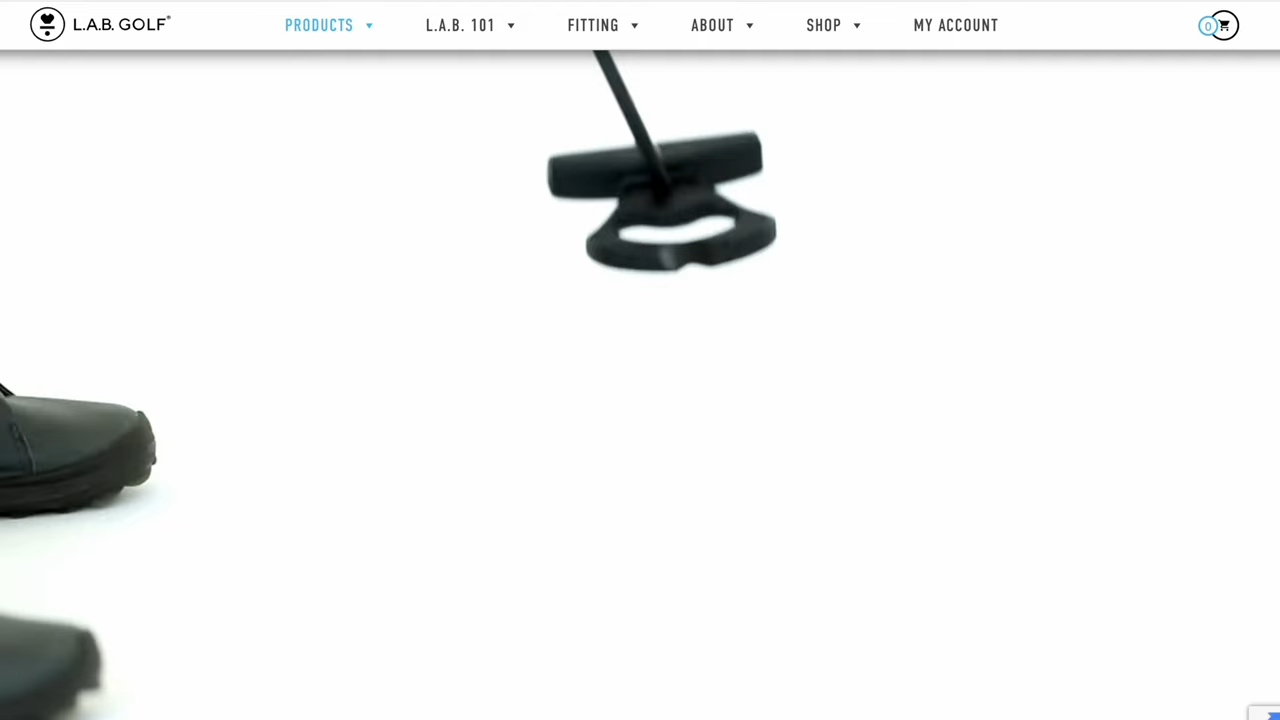 L.A.B. GOLF®
PRODUCTS
L.A.B. 101
FITTING
ABOUT
SHOP
MY ACCOUNT
0